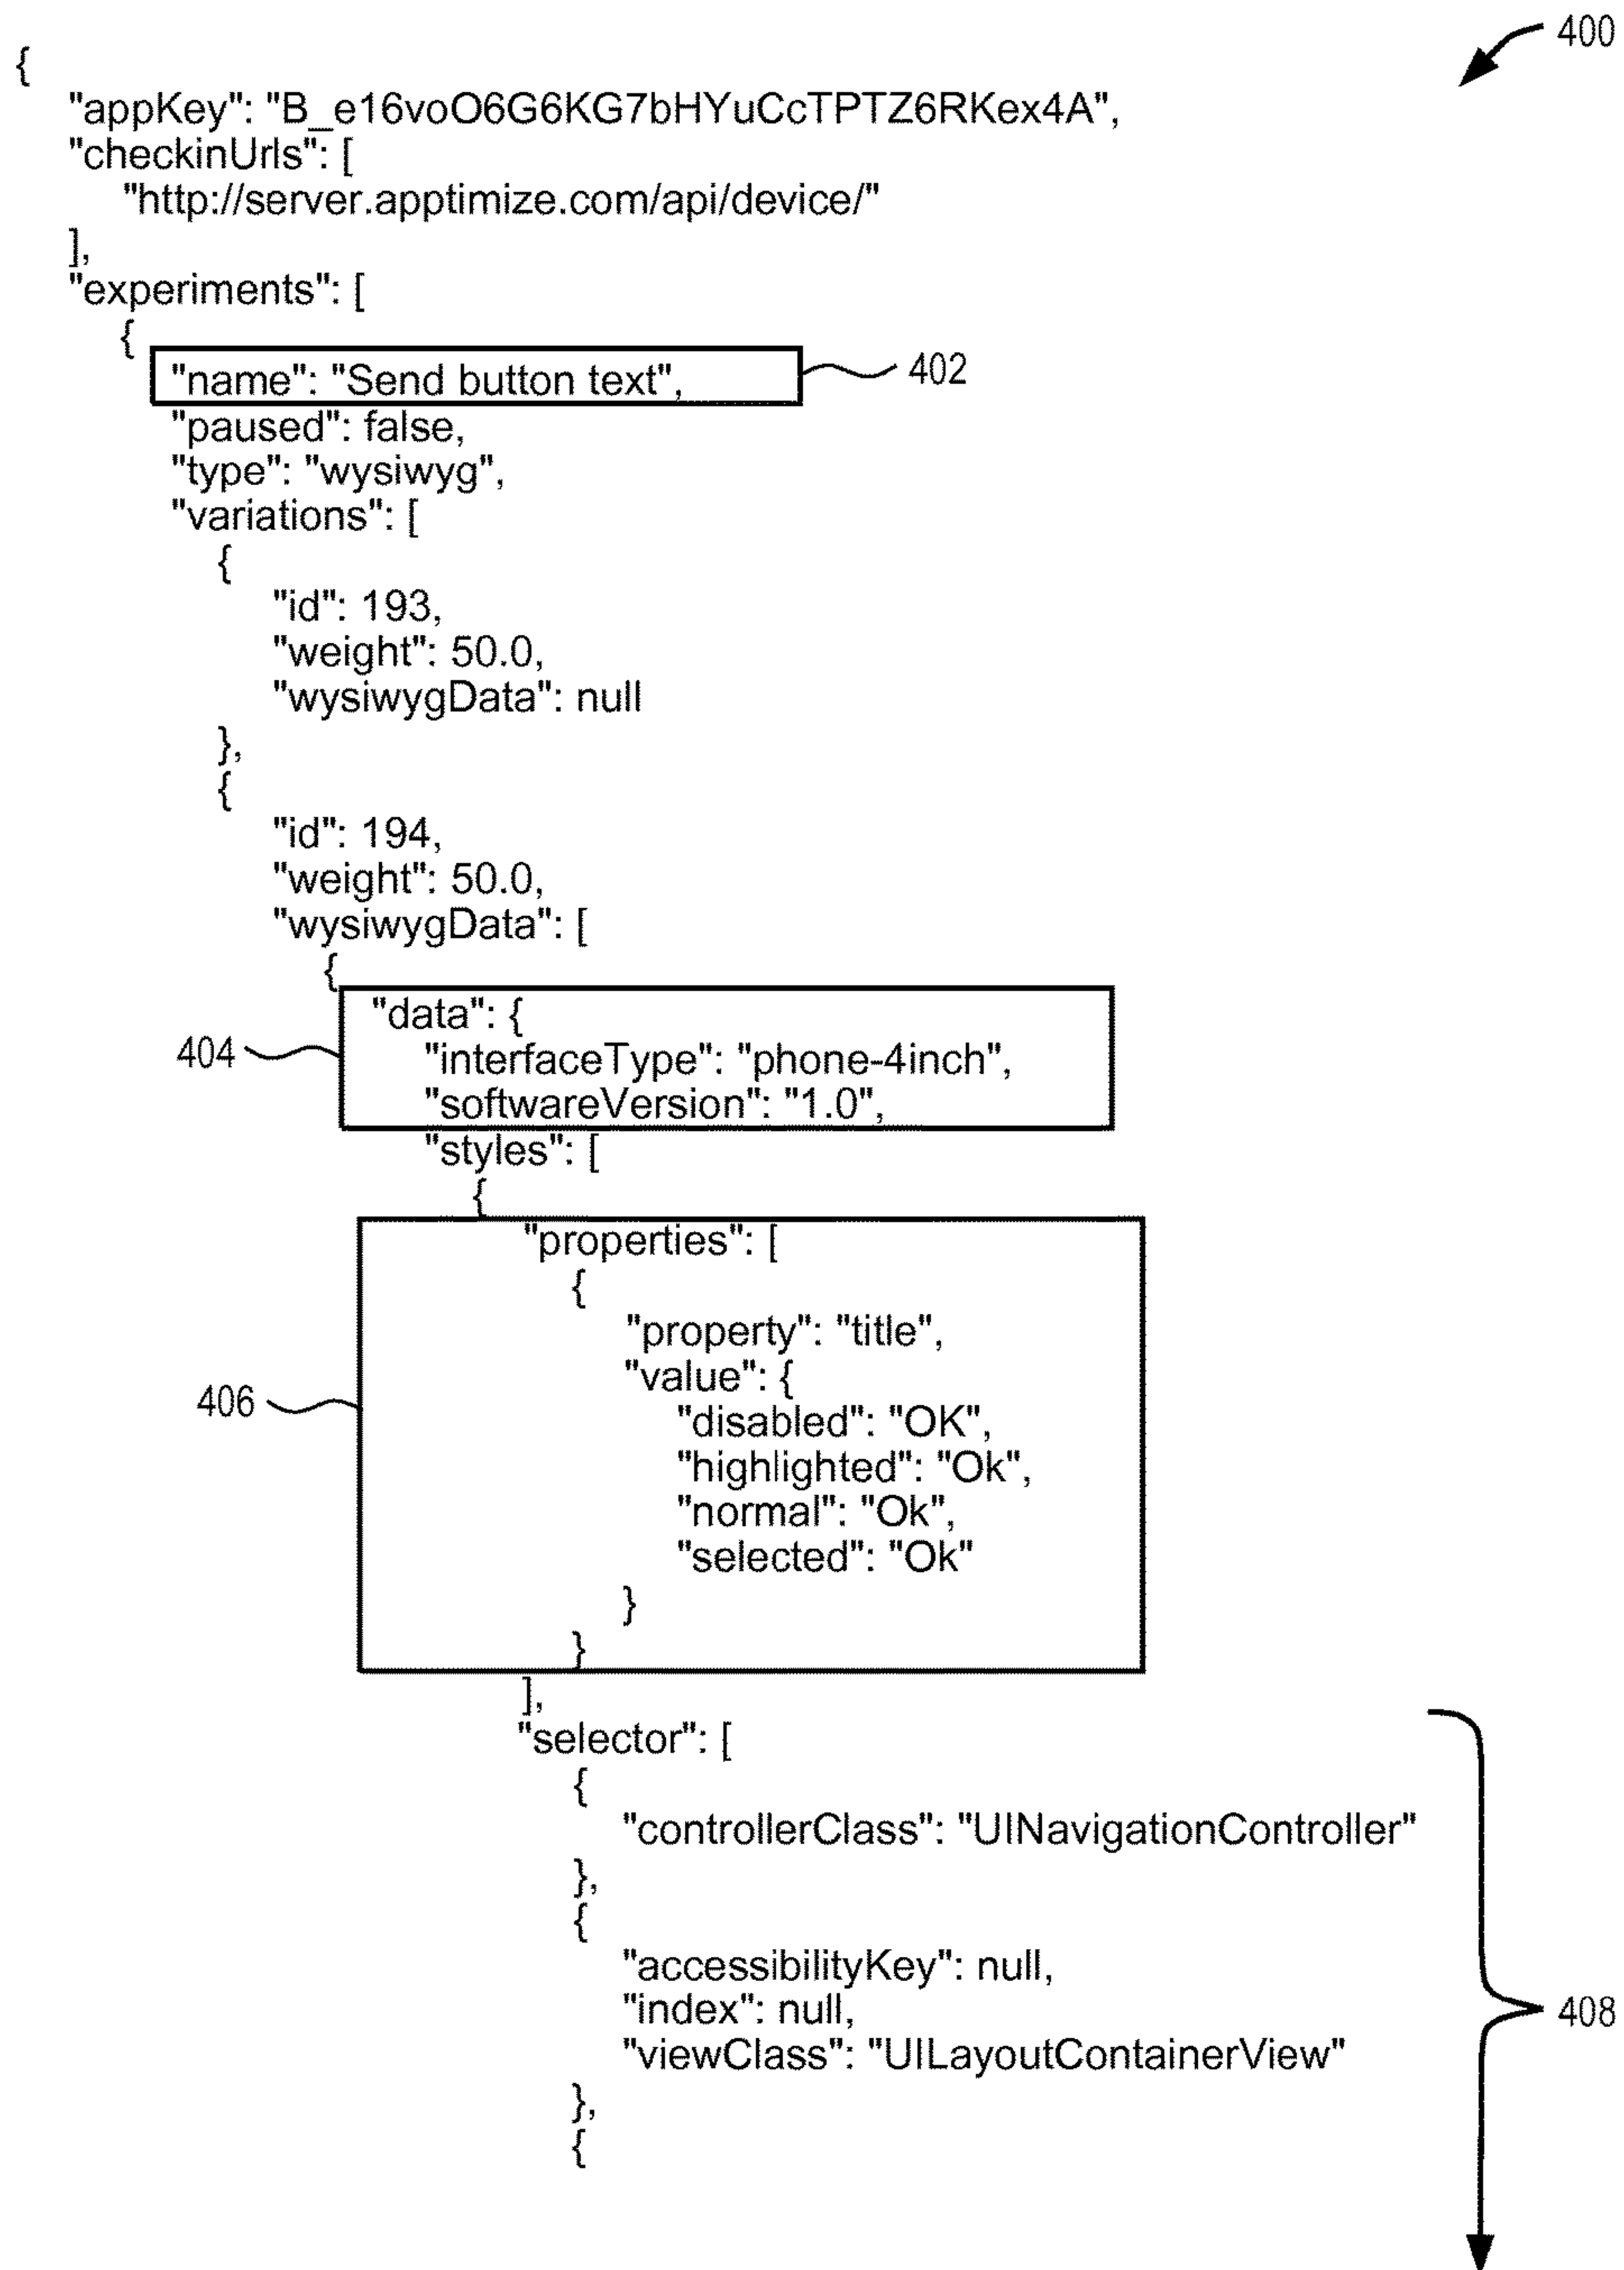 400
{
"appKey": "B_e16voO6G6KG7bHYuCcTPTZ6RKex4A",
"checkinUrls": [
"http://server.apptimize.com/api/device/"
],
"experiments": [
{
"name": "Send button text", 402
"paused": false,
"type": "wysiwyg",
"variations": [
{
"id": 193,
"weight": 50.0,
"wysiwygData": null
},
{
"id": 194,
"weight": 50.0,
"wysiwygData": [
{
"data": {
404 "interfaceType": "phone-4inch",
"softwareVersion": "1.0",
"styles": [
{
"properties": [
{
"property": "title",
"value": {
406 "disabled": "OK",
"highlighted": "Ok",
"normal": "Ok",
"selected": "Ok"
}
}
],
"selector": [
{
"controllerClass": "UINavigationController"
},
{
"accessibilityKey": null,
"index": null, 408
"viewClass": "UILayoutContainerView"
},
{